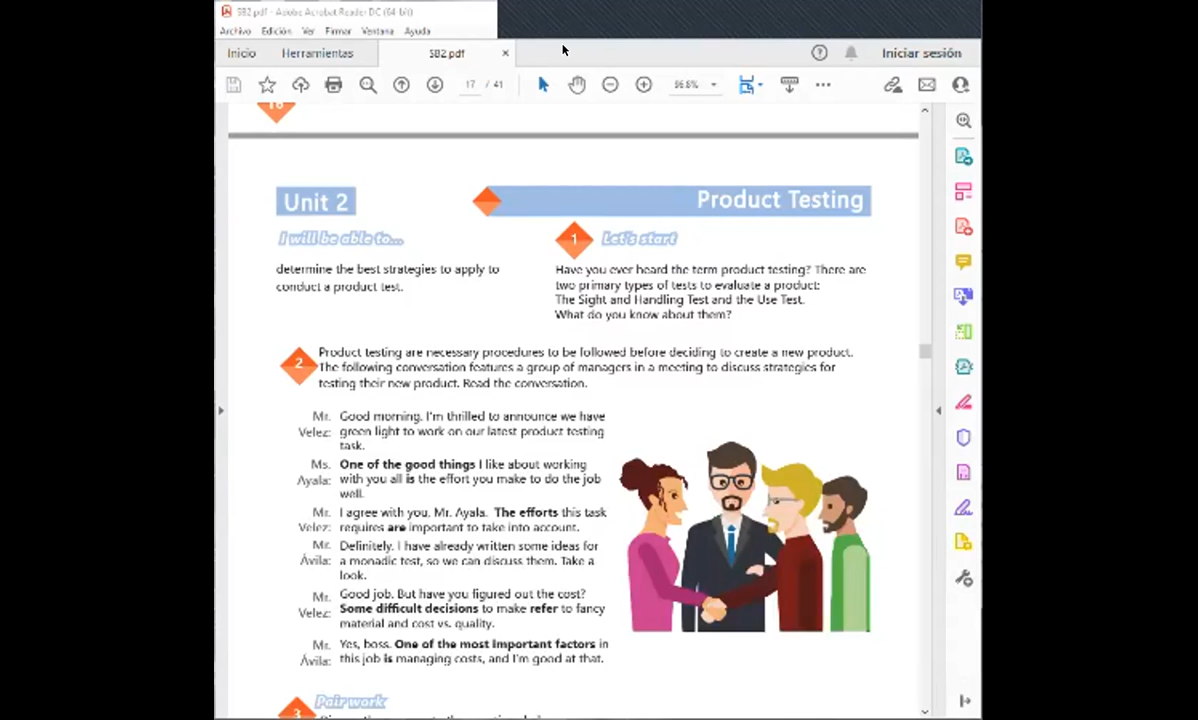 SB2.pdf - Adobe Acrobat Reader DC (64-bit)
Archivo Edición Ver Firmar Ventana Ayuda
Inicio Herramientas SB2.pdf × Iniciar sesión
17 / 41 96.8%
16
Unit 2 Product Testing
I will be able to...
1 Let's start
determine the best strategies to apply to
conduct a product test.
Have you ever heard the term product testing? There are
two primary types of tests to evaluate a product:
The Sight and Handling Test and the Use Test.
What do you know about them?
2 Product testing are necessary procedures to be followed before deciding to create a new product.
The following conversation features a group of managers in a meeting to discuss strategies for
testing their new product. Read the conversation.
Mr. Good morning. I'm thrilled to announce we have
Velez: green light to work on our latest product testing
task.
Ms. One of the good things I like about working
Ayala: with you all is the effort you make to do the job
well.
Mr. I agree with you, Mr. Ayala. The efforts this task
Velez: requires are important to take into account.
Mr. Definitely. I have already written some ideas for
Ávila: a monadic test, so we can discuss them. Take a
look.
Mr. Good job. But have you figured out the cost?
Velez: Some difficult decisions to make refer to fancy
material and cost vs. quality.
Mr. Yes, boss. One of the most important factors in
Ávila: this job is managing costs, and I'm good at that.
3 Pair work